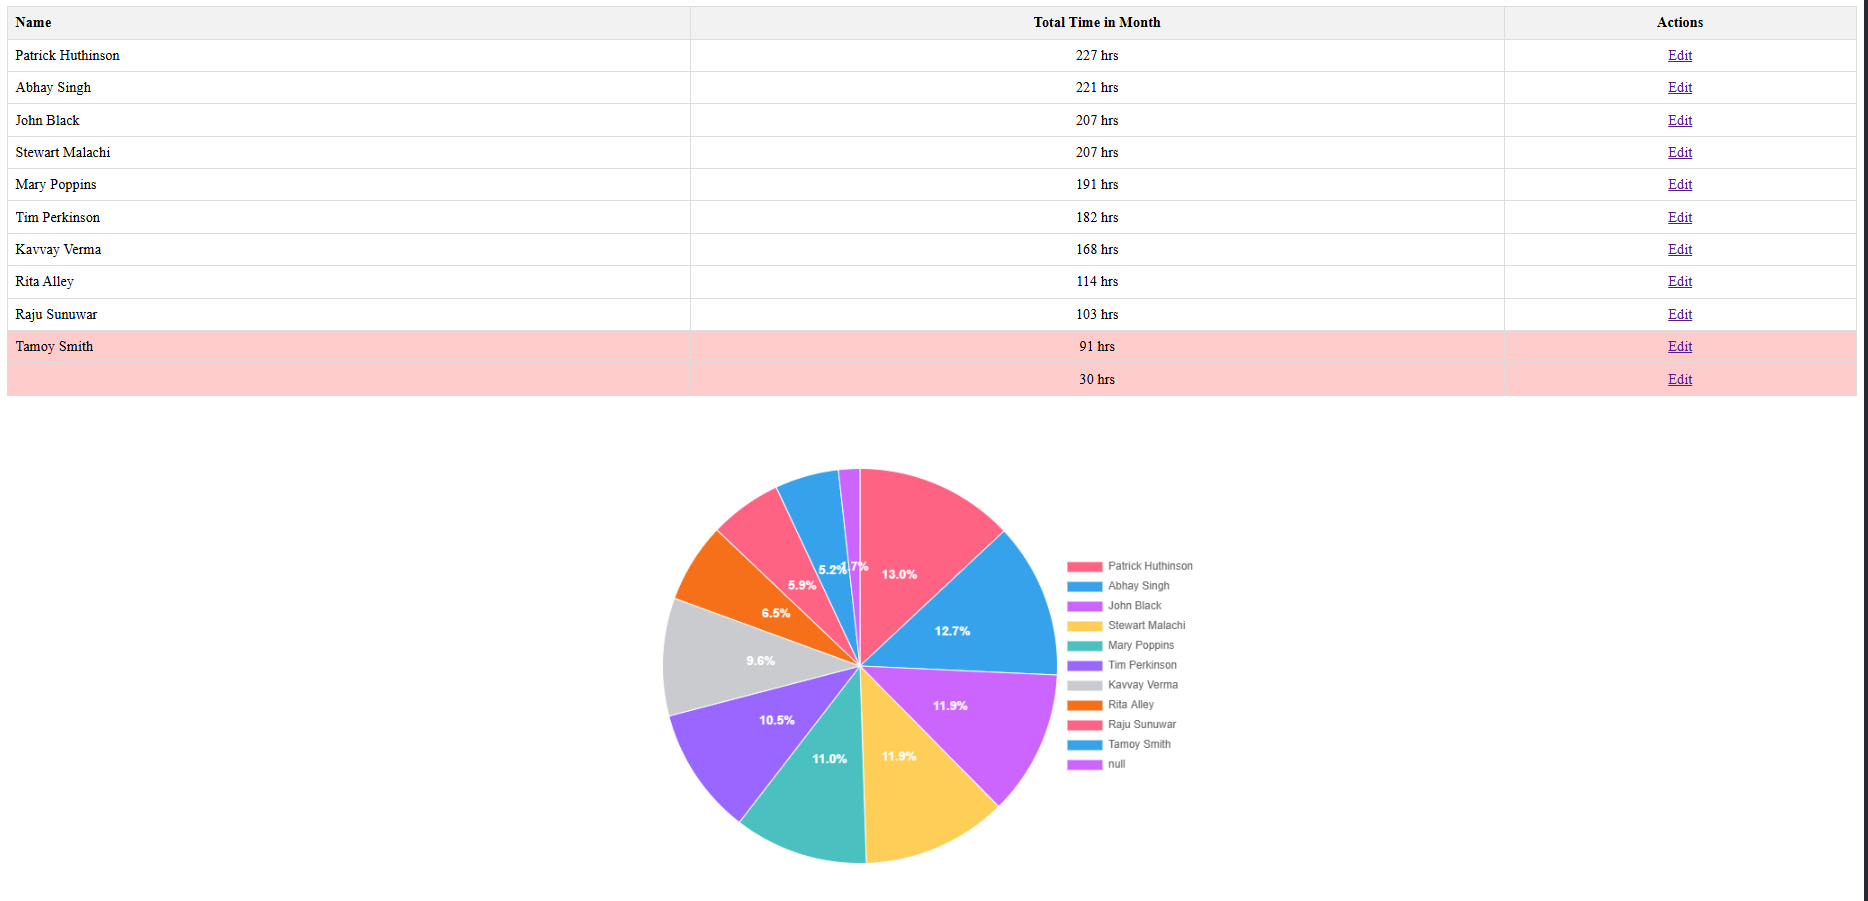 Name Total Time in Month Actions
Patrick Huthinson 227 hrs Edit
Abhay Singh 221 hrs Edit
John Black 207 hrs Edit
Stewart Malachi 207 hrs Edit
Mary Poppins 191 hrs Edit
Tim Perkinson 182 hrs Edit
Kavvay Verma 168 hrs Edit
Rita Alley 114 hrs Edit
Raju Sunuwar 103 hrs Edit
Tamoy Smith 91 hrs Edit
30 hrs Edit
13.0%
12.7%
11.9%
11.9%
11.0%
10.5%
9.6%
6.5%
5.9%
5.2%
1.7%
Patrick Huthinson
Abhay Singh
John Black
Stewart Malachi
Mary Poppins
Tim Perkinson
Kavvay Verma
Rita Alley
Raju Sunuwar
Tamoy Smith
null